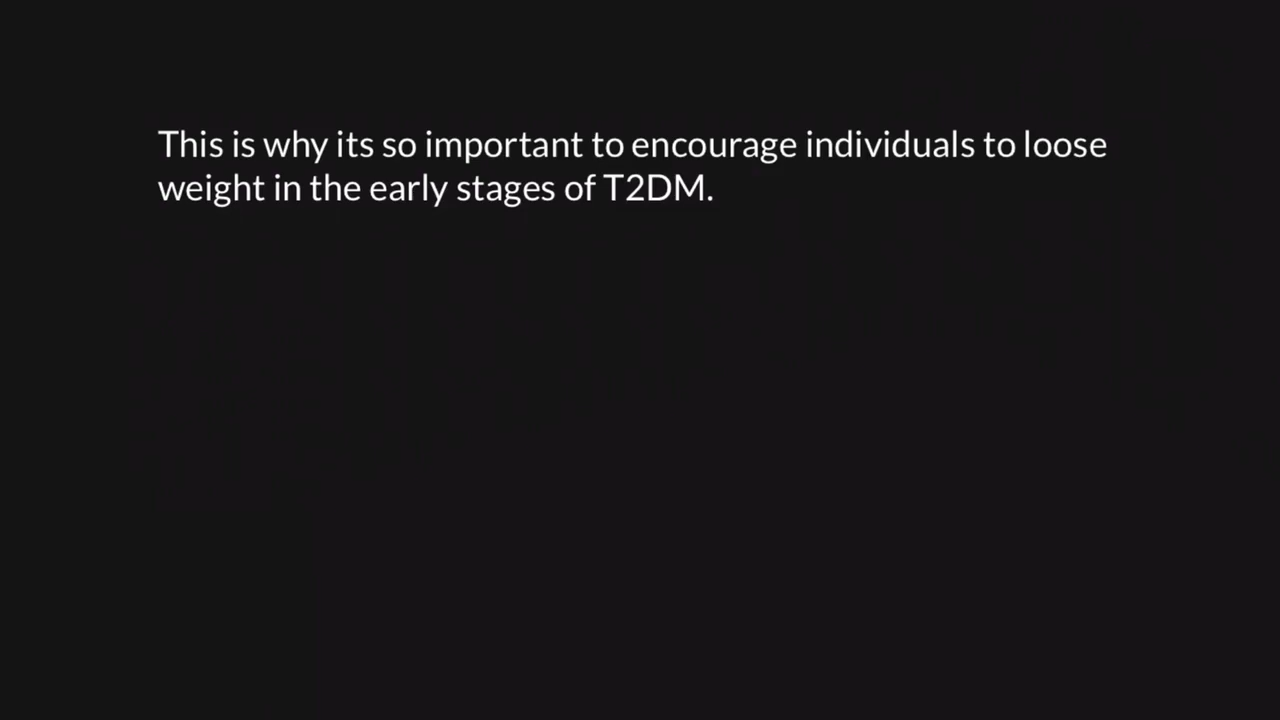 This is why its so important to encourage individuals to loose
weight in the early stages of T2DM.